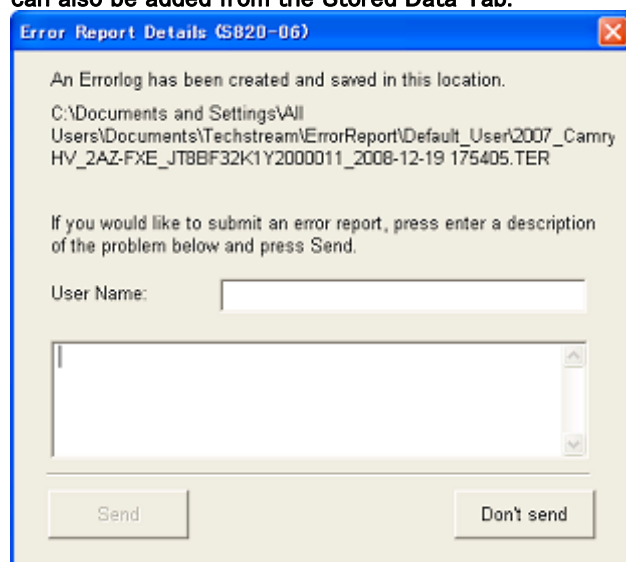 can also be added from the Stored Data Tab.
Error Report Details (S820-06)
An Errorlog has been created and saved in this location.
C:\Documents and Settings\All
Users\Documents\Techstream\ErrorReport\Default_User\2007_Camry
HV_2AZ-FXE_JT8BF32K1Y2000011_2008-12-19 175405.TER
If you would like to submit an error report, press enter a description
of the problem below and press Send.
User Name:
Send
Don't send